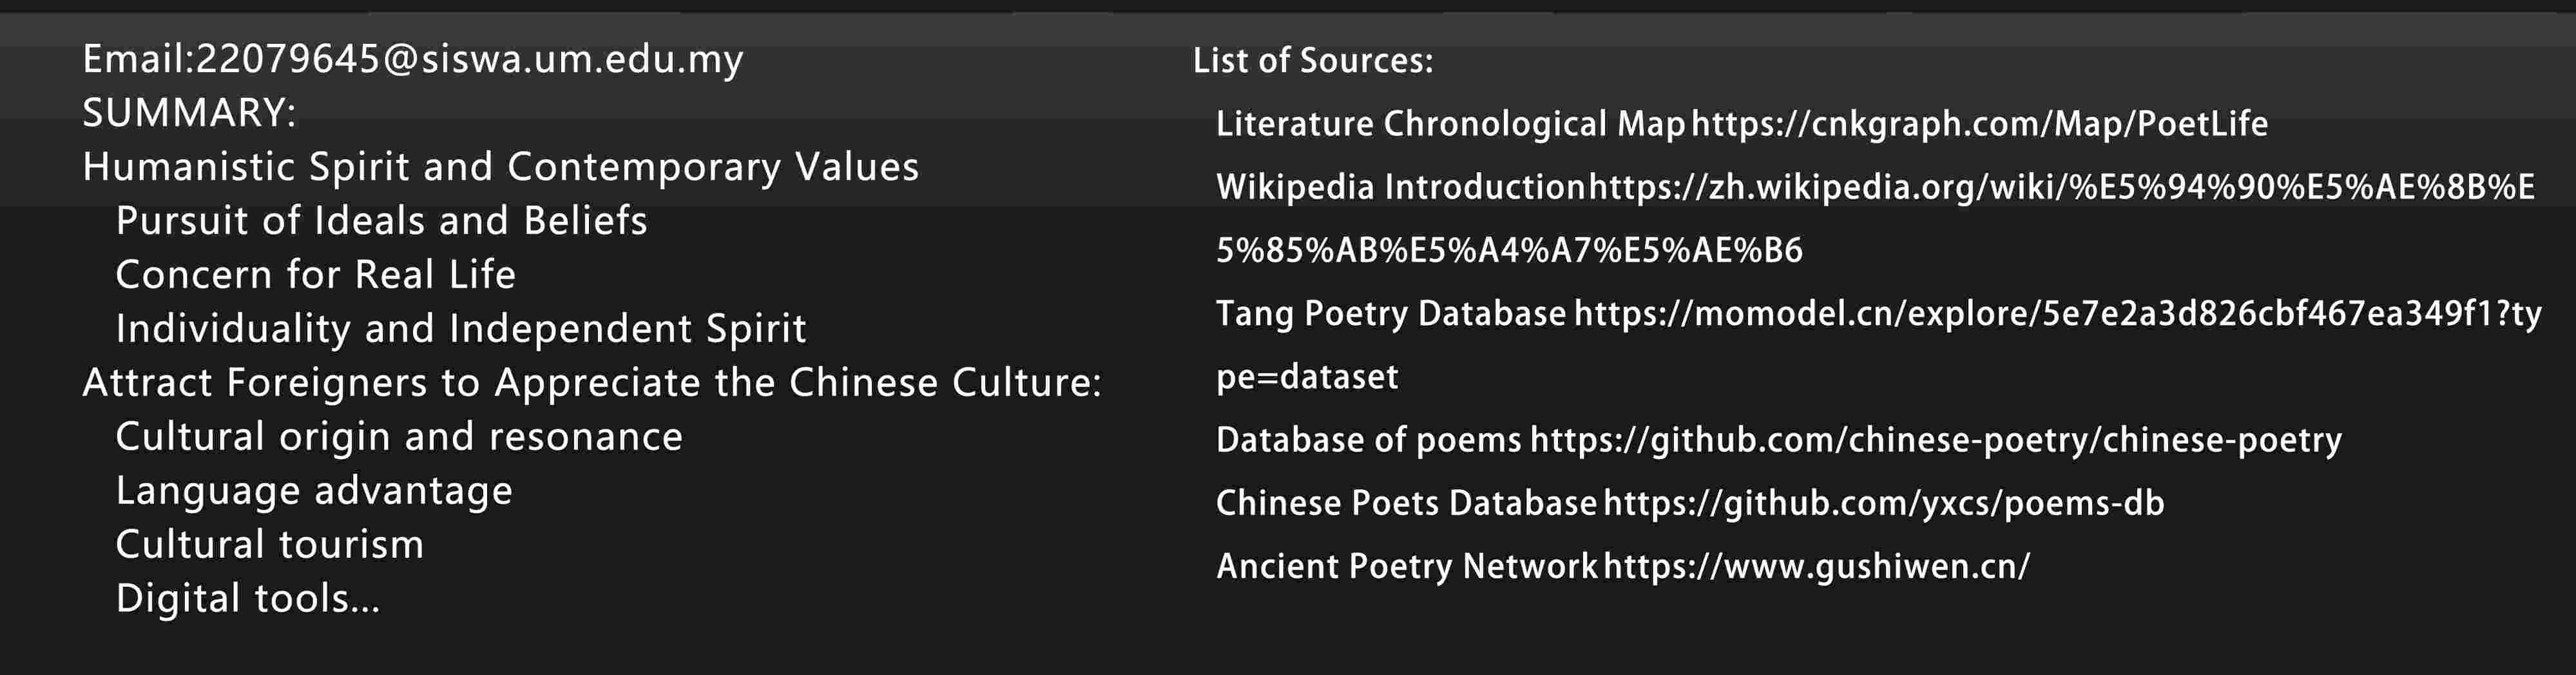 Email:22079645@siswa.um.edu.my
SUMMARY:
Humanistic Spirit and Contemporary Values
Pursuit of Ideals and Beliefs
Concern for Real Life
Individuality and Independent Spirit
Attract Foreigners to Appreciate the Chinese Culture:
Cultural origin and resonance
Language advantage
Cultural tourism
Digital tools...
List of Sources:
Literature Chronological Map https://cnkgraph.com/Map/PoetLife
Wikipedia Introductionhttps://zh.wikipedia.org/wiki/%E5%94%90%E5%AE%8B%E
5%85%AB%E5%A4%A7%E5%AE%B6
Tang Poetry Database https://momodel.cn/explore/5e7e2a3d826cbf467ea349f1?ty
pe=dataset
Database of poems https://github.com/chinese-poetry/chinese-poetry
Chinese Poets Database https://github.com/yxcs/poems-db
Ancient Poetry Network https://www.gushiwen.cn/